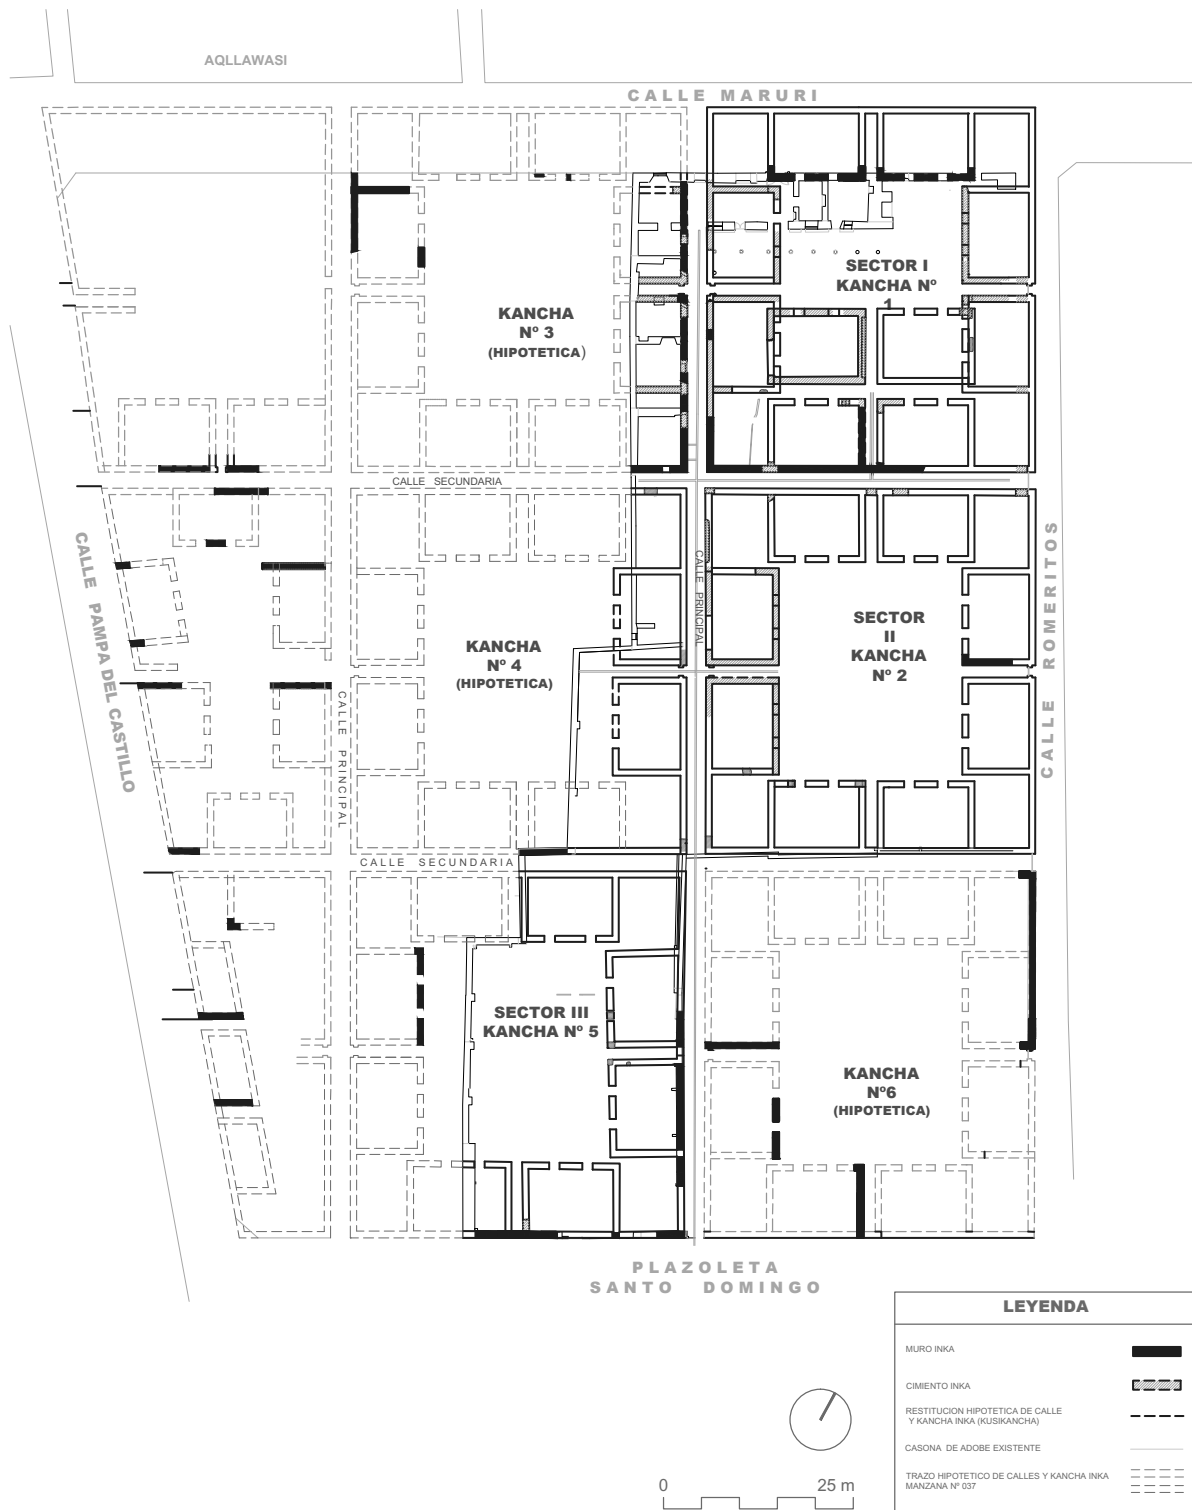 AQLLAWASI
CALLE MARURI
SECTOR I
KANCHA Nº
1
KANCHA
Nº 3
(HIPOTETICA)
CALLE SECUNDARIA
CALLE PAMPA DEL CASTILLO
CALLE PRINCIPAL
CALLE ROMERITOS
SECTOR
II
KANCHA
Nº 2
KANCHA
Nº 4
(HIPOTETICA)
CALLE PRINCIPAL
CALLE SECUNDARIA
SECTOR III
KANCHA Nº 5
KANCHA
Nº6
(HIPOTETICA)
PLAZOLETA
SANTO DOMINGO
LEYENDA
MURO INKA
CIMIENTO INKA
RESTITUCION HIPOTETICA DE CALLE
Y KANCHA INKA (KUSIKANCHA)
CASONA DE ADOBE EXISTENTE
TRAZO HIPOTETICO DE CALLES Y KANCHA INKA
MANZANA Nº 037
0 25 m